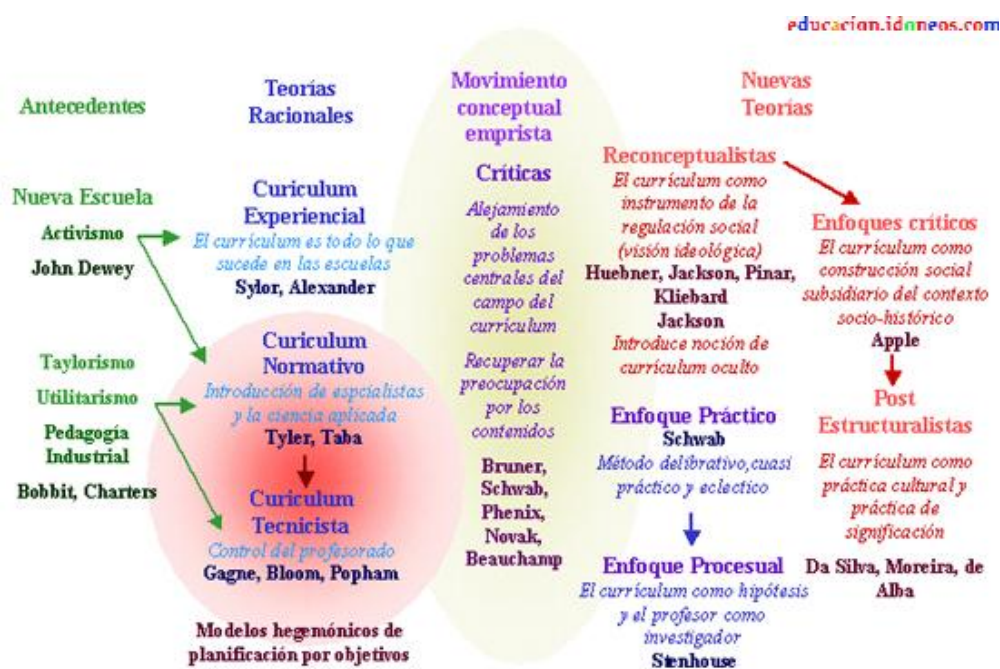 educacion.idoneos.com
Antecedentes
Nueva Escuela
Activismo
John Dewey
Taylorismo
Utilitarismo
Pedagogía
Industrial
Bobbit, Charters
Teorías
Racionales
Curiculum
Experiencial
El currículum es todo lo que
sucede en las escuelas
Sylor, Alexander
Curiculum
Normativo
Introducción de espcialistas
y la ciencia aplicada
Tyler, Taba
Curiculum
Tecnicista
Control del profesorado
Gagne, Bloom, Popham
Modelos hegemónicos de
planificación por objetivos
Movimiento
conceptual
emprista
Críticas
Alejamiento
de los
problemas
centrales del
campo del
currículum
Recuperar la
preocupación
por los
contenidos
Bruner,
Schwab,
Phenix,
Novak,
Beauchamp
Nuevas
Teorías
Reconceptualistas
El currículum como
instrumento de la
regulación social
(visión ideológica)
Huebner, Jackson, Pinar,
Kliebard
Jackson
Introduce noción de
currículum oculto
Enfoque Práctico
Schwab
Método delibrativo,cuasi
práctico y eclectico
Enfoque Procesual
El currículum como hipótesis
y el profesor como
investigador
Stenhouse
Enfoques críticos
El currículum como
construcción social
subsidiario del contexto
socio-histórico
Apple
Post
Estructuralistas
El currículum como
práctica cultural y
práctica de
significación
Da Silva, Moreira, de
Alba